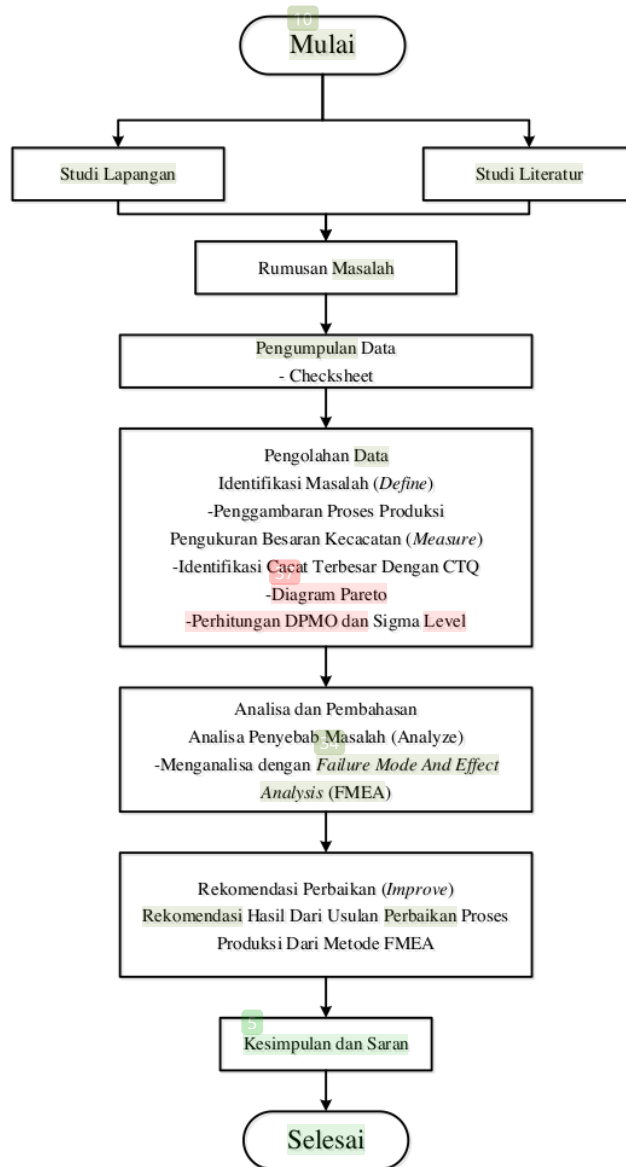 10
Mulai
Studi Lapangan
Studi Literatur
Rumusan Masalah
Pengumpulan Data
- Checksheet
Pengolahan Data
Identifikasi Masalah (Define)
-Penggambaran Proses Produksi
Pengukuran Besaran Kecacatan (Measure)
-Identifikasi Cacat Terbesar Dengan CTQ
37
-Diagram Pareto
-Perhitungan DPMO dan Sigma Level
Analisa dan Pembahasan
Analisa Penyebab Masalah (Analyze)
34
-Menganalisa dengan Failure Mode And Effect
Analysis (FMEA)
Rekomendasi Perbaikan (Improve)
Rekomendasi Hasil Dari Usulan Perbaikan Proses
Produksi Dari Metode FMEA
5
Kesimpulan dan Saran
Selesai